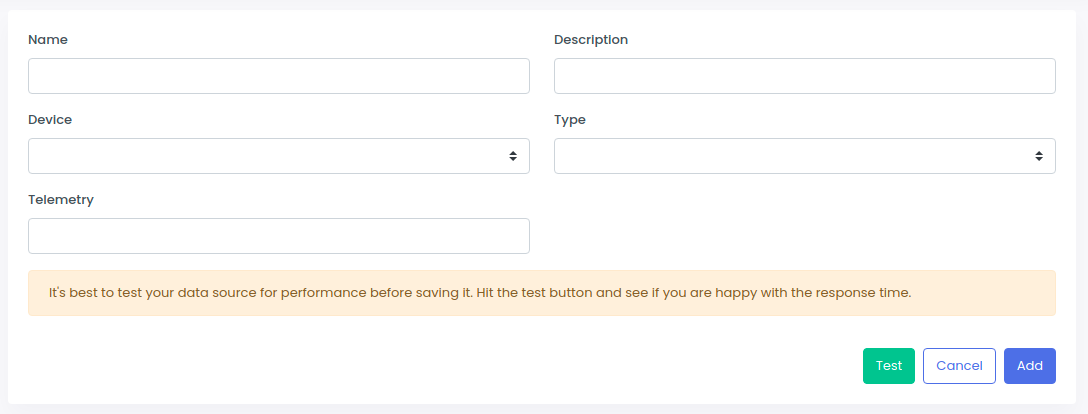 Name
Description
Device
Type
Telemetry
It's best to test your data source for performance before saving it. Hit the test button and see if you are happy with the response time.
Test
Cancel
Add